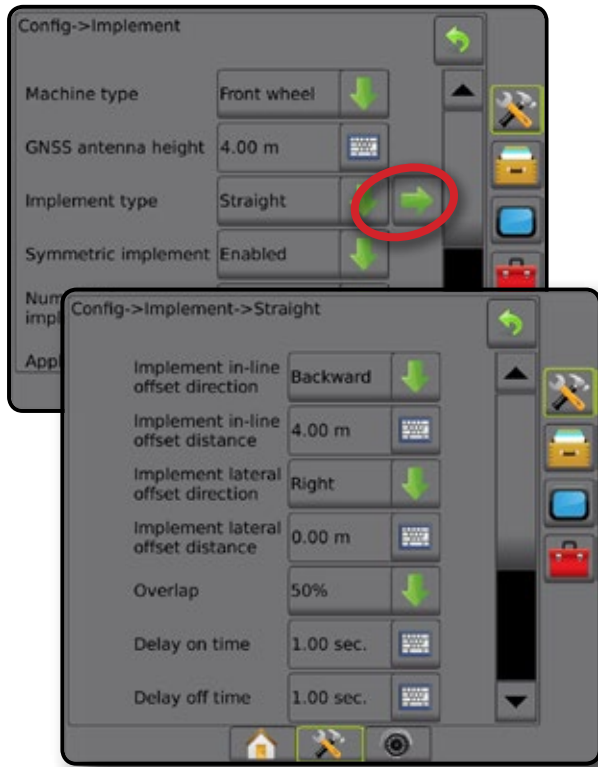 Config->Implement
Machine type Front wheel
GNSS antenna height 4.00 m
Implement type Straight
Symmetric implement Enabled
Num
impl
Appl
Config->Implement->Straight
Implement in-line
offset direction Backward
Implement in-line
offset distance 4.00 m
Implement lateral
offset direction Right
Implement lateral
offset distance 0.00 m
Overlap 50%
Delay on time 1.00 sec.
Delay off time 1.00 sec.